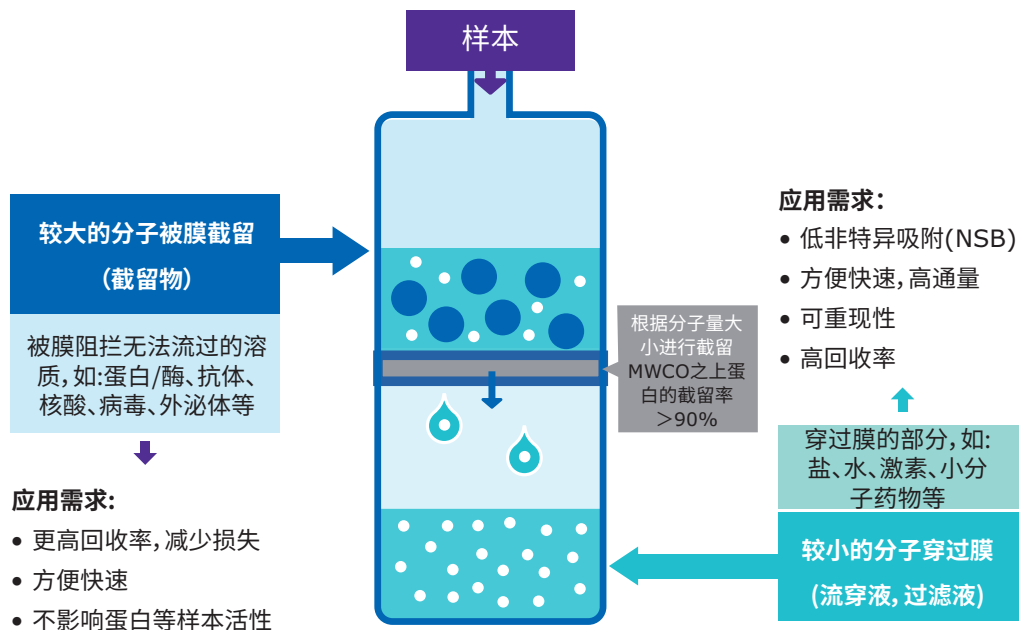 样本
较大的分子被膜截留
(截留物)
被膜阻拦无法流过的溶
质,如:蛋白/酶、抗体、
核酸、病毒、外泌体等
应用需求:
• 更高回收率,减少损失
• 方便快速
• 不影响蛋白等样本活性
根据分子量大
小进行截留
MWCO之上蛋
白的截留率
＞90%
应用需求：
• 低非特异吸附(NSB)
• 方便快速,高通量
• 可重现性
• 高回收率
穿过膜的部分,如:
盐、水、激素、小分
子药物等
较小的分子穿过膜
(流穿液,过滤液)